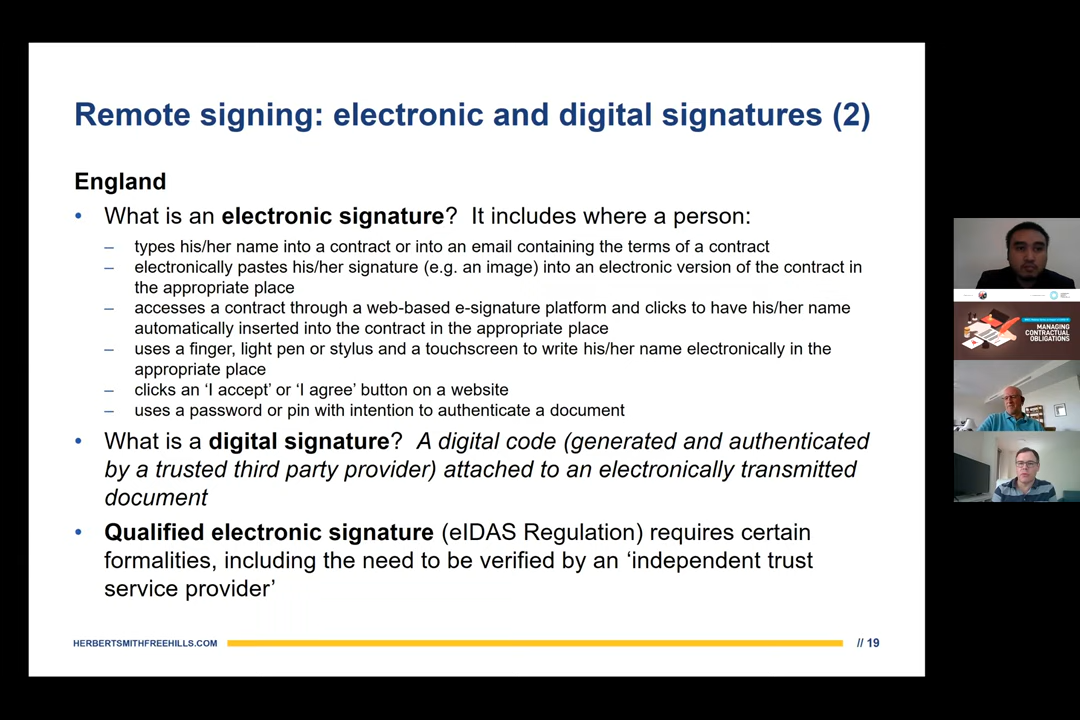 Remote signing: electronic and digital signatures (2)
England
• What is an electronic signature? It includes where a person:
– types his/her name into a contract or into an email containing the terms of a contract
– electronically pastes his/her signature (e.g. an image) into an electronic version of the contract in
the appropriate place
– accesses a contract through a web-based e-signature platform and clicks to have his/her name
automatically inserted into the contract in the appropriate place
– uses a finger, light pen or stylus and a touchscreen to write his/her name electronically in the
appropriate place
– clicks an ‘I accept’ or ‘I agree’ button on a website
– uses a password or pin with intention to authenticate a document
• What is a digital signature? A digital code (generated and authenticated
by a trusted third party provider) attached to an electronically transmitted
document
• Qualified electronic signature (eIDAS Regulation) requires certain
formalities, including the need to be verified by an ‘independent trust
service provider’
HERBERTSMITHFREEHILLS.COM
// 19
MANAGING
CONTRACTUAL
OBLIGATIONS